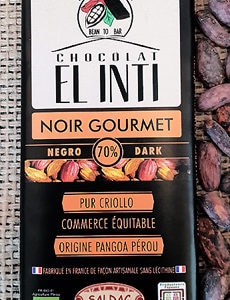 BEAN TO BAR
CHOCOLAT
EL INTI
NOIR GOURMET
NEGRO 70% DARK
PUR CRIOLLO
COMMERCE ÉQUITABLE
ORIGINE PANGOA PÉROU
FABRIQUÉ EN FRANCE DE FAÇON ARTISANALE SANS LÉCITHINE
SALDAC